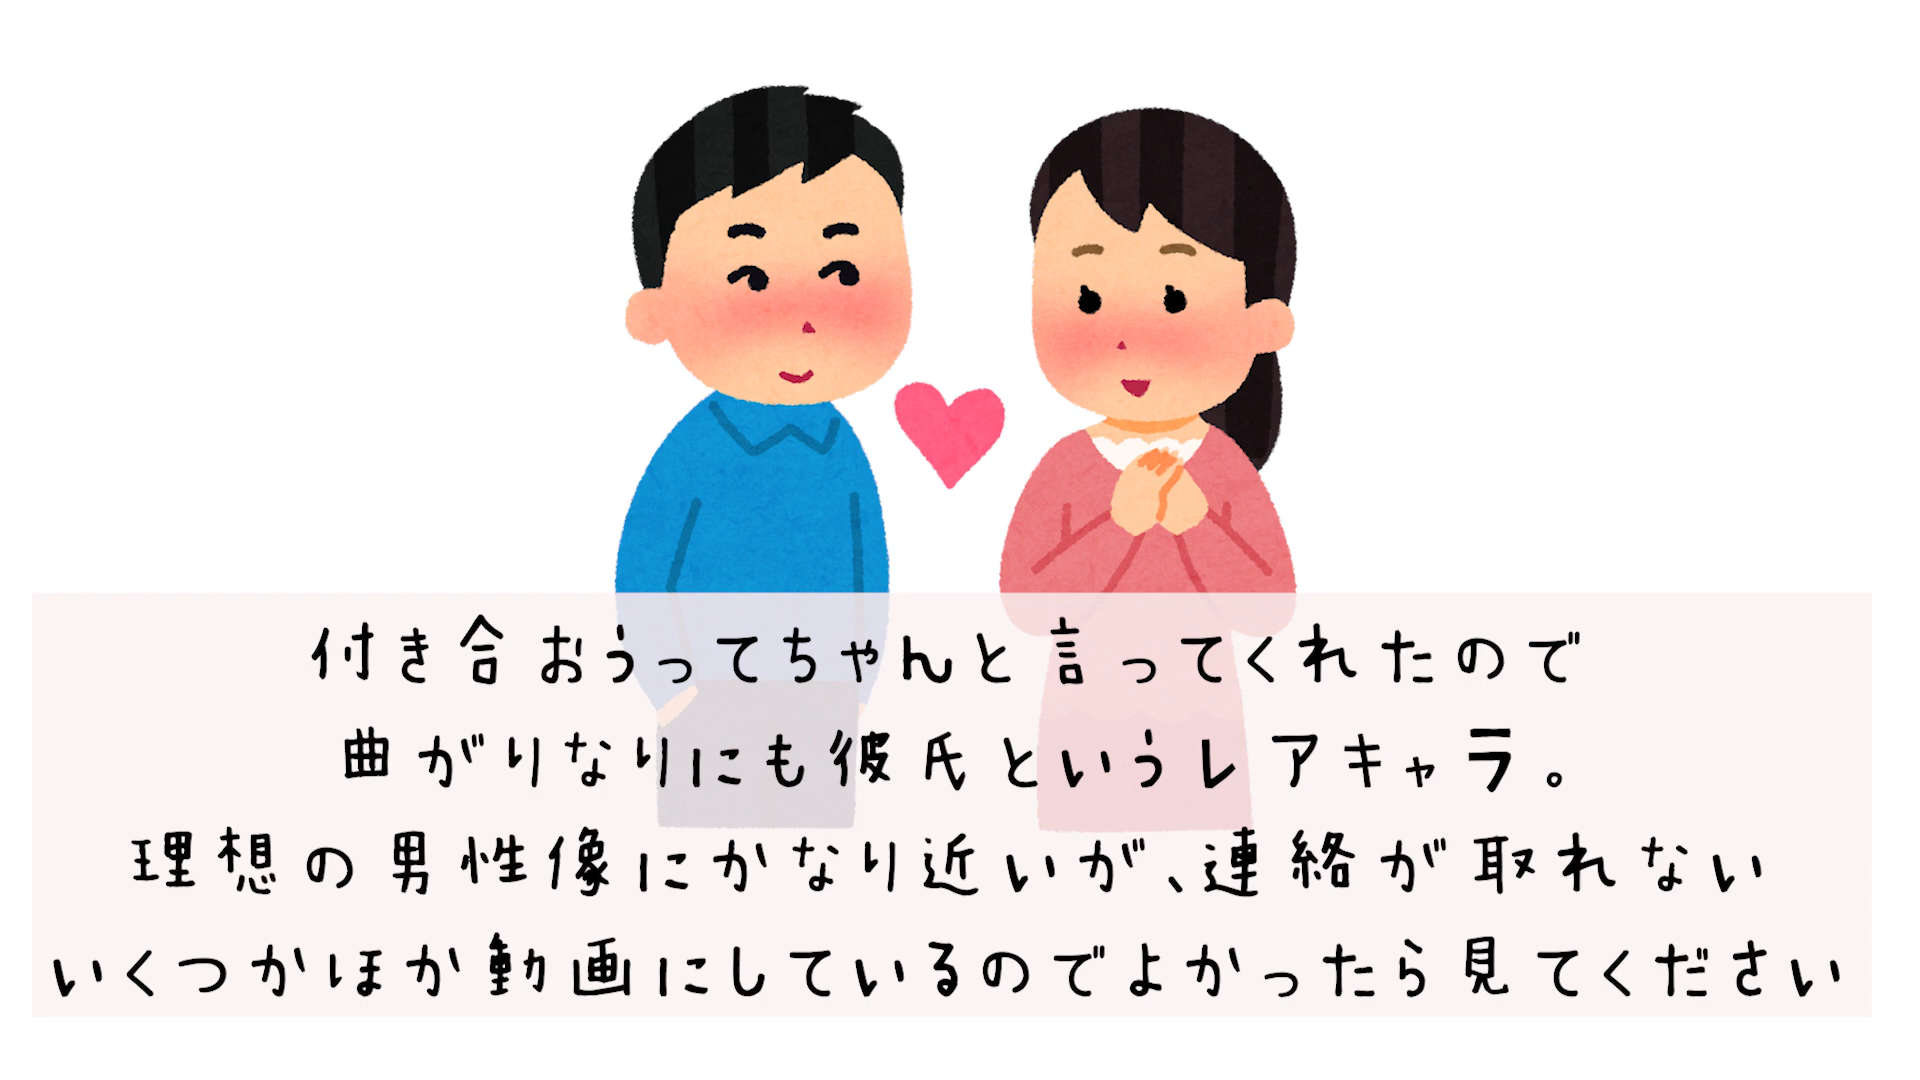 付き合おうってちゃんと言ってくれたので
曲がりなりにも彼氏というレアキャラ。
理想の男性像にかなり近いが、連絡が取れない
いくつかほか動画にしているのでよかったら見てください